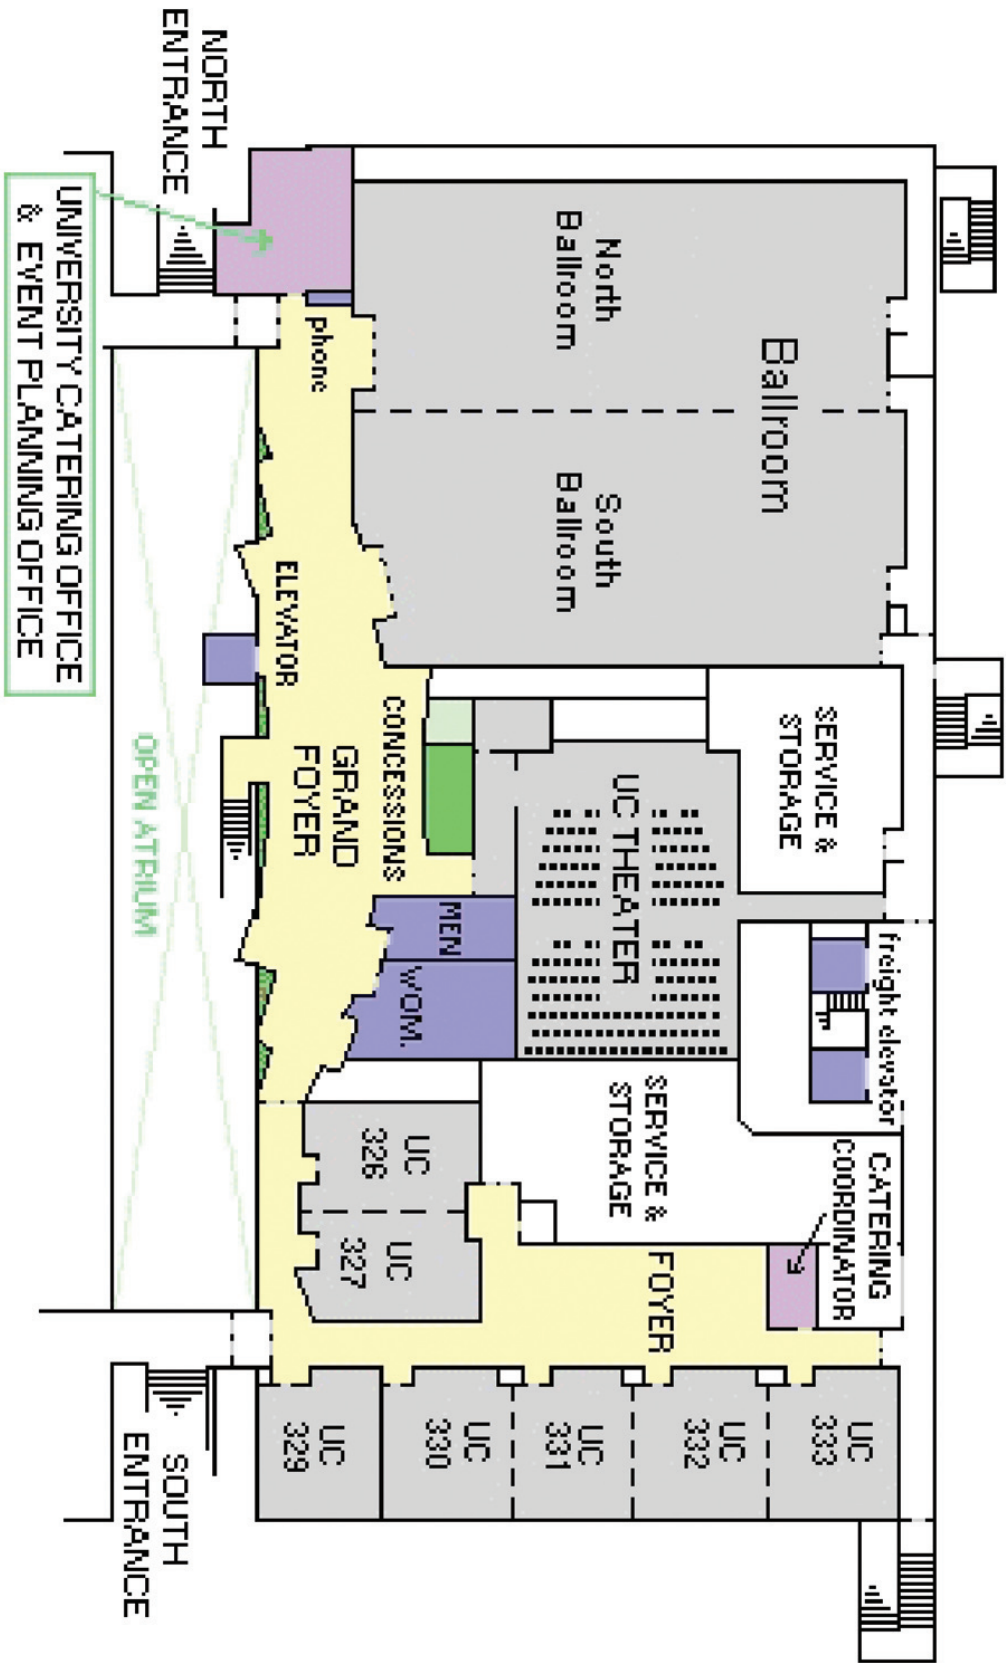 NORTH
ENTRANCE
UNIVERSITY CATERING OFFICE
& EVENT PLANNING OFFICE
phone
North
Ballroom
Ballroom
South
Ballroom
ELEVATOR
CONCESSIONS
GRAND
FOYER
OPEN ATRIUM
SERVICE &
STORAGE
UC THEATER
MEN
WOM.
freight elevator
SERVICE &
STORAGE
CATERING
COORDINATOR
UC
326
UC
327
FOYER
UC
333
UC
332
UC
331
UC
330
UC
329
SOUTH
ENTRANCE